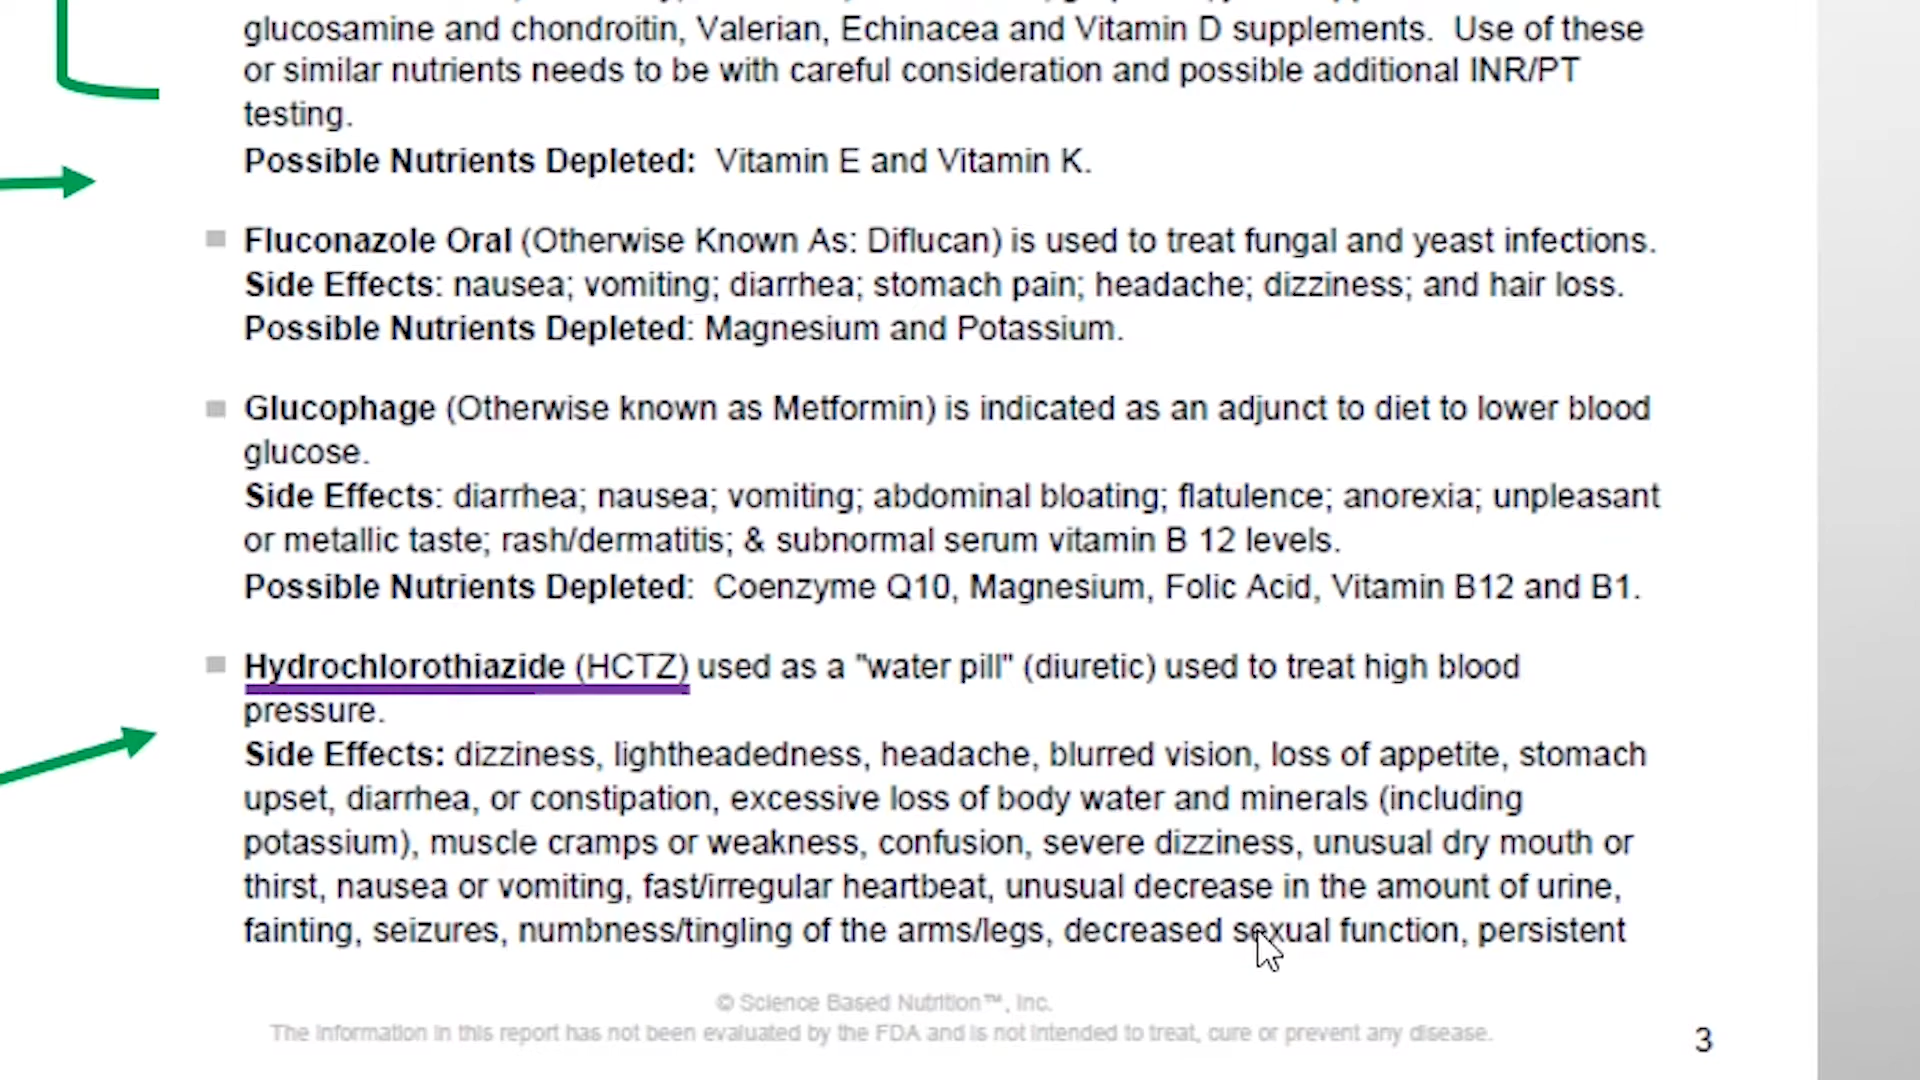 glucosamine and chondroitin, Valerian, Echinacea and Vitamin D supplements.  Use of these
or similar nutrients needs to be with careful consideration and possible additional INR/PT
testing.
Possible Nutrients Depleted:  Vitamin E and Vitamin K.
Fluconazole Oral (Otherwise Known As: Diflucan) is used to treat fungal and yeast infections.
Side Effects: nausea; vomiting; diarrhea; stomach pain; headache; dizziness; and hair loss.
Possible Nutrients Depleted: Magnesium and Potassium.
Glucophage (Otherwise known as Metformin) is indicated as an adjunct to diet to lower blood
glucose.
Side Effects: diarrhea; nausea; vomiting; abdominal bloating; flatulence; anorexia; unpleasant
or metallic taste; rash/dermatitis; & subnormal serum vitamin B 12 levels.
Possible Nutrients Depleted:  Coenzyme Q10, Magnesium, Folic Acid, Vitamin B12 and B1.
Hydrochlorothiazide (HCTZ) used as a "water pill" (diuretic) used to treat high blood
pressure.
Side Effects: dizziness, lightheadedness, headache, blurred vision, loss of appetite, stomach
upset, diarrhea, or constipation, excessive loss of body water and minerals (including
potassium), muscle cramps or weakness, confusion, severe dizziness, unusual dry mouth or
thirst, nausea or vomiting, fast/irregular heartbeat, unusual decrease in the amount of urine,
fainting, seizures, numbness/tingling of the arms/legs, decreased sexual function, persistent
© Science Based Nutrition™, Inc.
The information in this report has not been evaluated by the FDA and is not intended to treat, cure or prevent any disease.
3